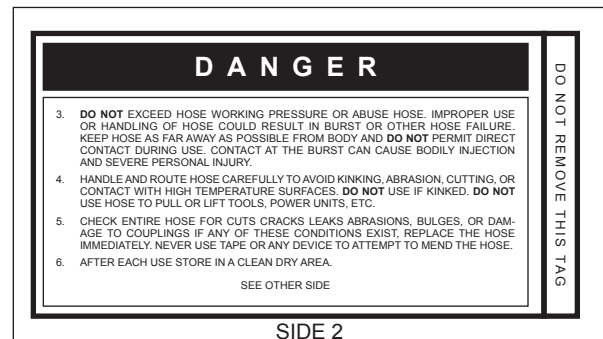 DANGER
3. DO NOT EXCEED HOSE WORKING PRESSURE OR ABUSE HOSE. IMPROPER USE
OR HANDLING OF HOSE COULD RESULT IN BURST OR OTHER HOSE FAILURE.
KEEP HOSE AS FAR AWAY AS POSSIBLE FROM BODY AND DO NOT PERMIT DIRECT
CONTACT DURING USE. CONTACT AT THE BURST CAN CAUSE BODILY INJECTION
AND SEVERE PERSONAL INJURY.
4. HANDLE AND ROUTE HOSE CAREFULLY TO AVOID KINKING, ABRASION, CUTTING, OR
CONTACT WITH HIGH TEMPERATURE SURFACES. DO NOT USE IF KINKED. DO NOT
USE HOSE TO PULL OR LIFT TOOLS, POWER UNITS, ETC.
5. CHECK ENTIRE HOSE FOR CUTS CRACKS LEAKS ABRASIONS, BULGES, OR DAM-
AGE TO COUPLINGS IF ANY OF THESE CONDITIONS EXIST, REPLACE THE HOSE
IMMEDIATELY. NEVER USE TAPE OR ANY DEVICE TO ATTEMPT TO MEND THE HOSE.
6. AFTER EACH USE STORE IN A CLEAN DRY AREA.
SEE OTHER SIDE
DO NOT REMOVE THIS TAG
SIDE 2